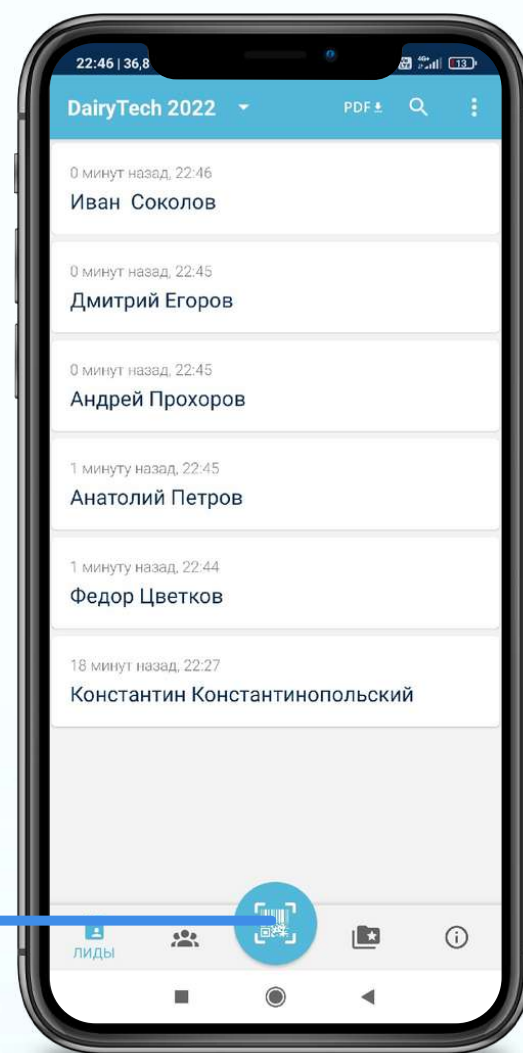 22:46 | 36,8
4G+
13
DairyTech 2022
PDF
0 минут назад, 22:46
Иван Соколов
0 минут назад, 22:45
Дмитрий Егоров
0 минут назад, 22:45
Андрей Прохоров
1 минуту назад, 22:45
Анатолий Петров
1 минуту назад, 22:44
Федор Цветков
18 минут назад, 22:27
Константин Константинопольский
ЛИДЫ